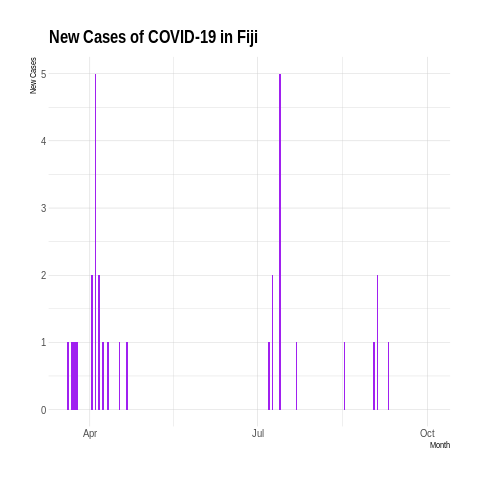 New Cases of COVID-19 in Fiji
New Cases
5
4
3
2
1
0
Apr
Jul
Oct
Month